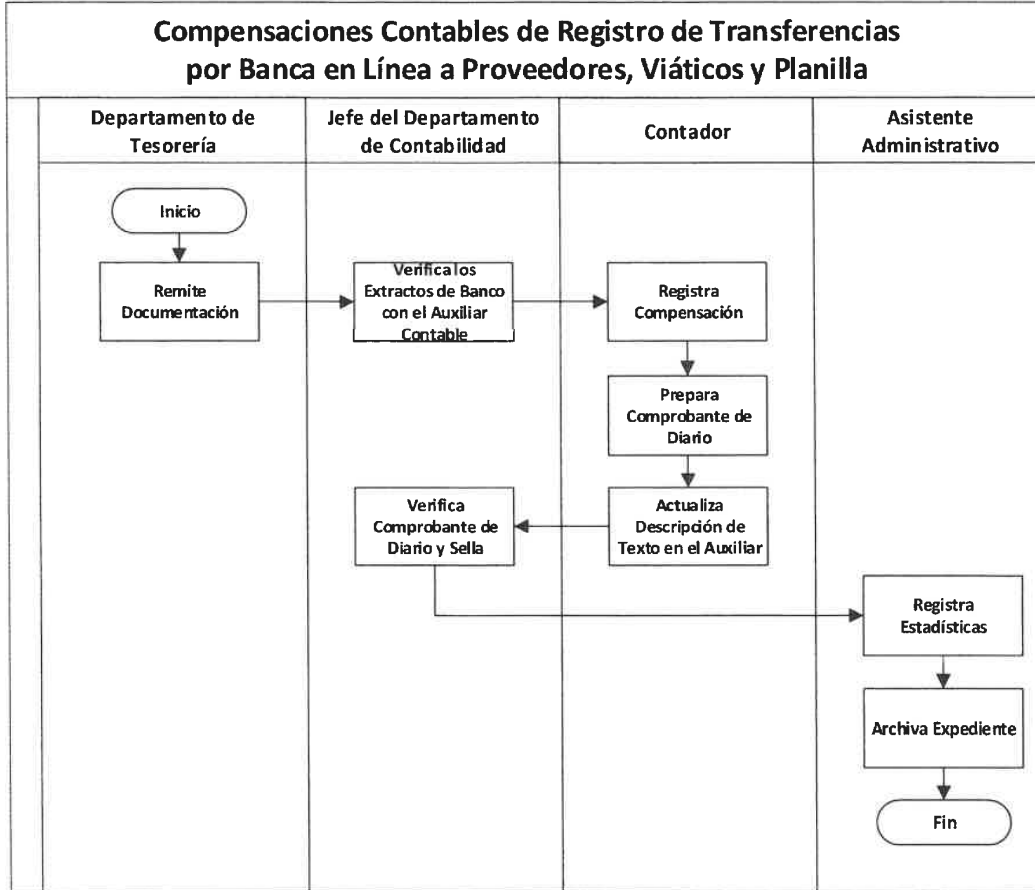 Compensaciones Contables de Registro de Transferencias
por Banca en Línea a Proveedores, Viáticos y Planilla
Departamento de
Tesorería
Jefe del Departamento
de Contabilidad
Contador
Asistente
Administrativo
Inicio
Remite
Documentación
Verifica los
Extractos de Banco
con el Auxiliar
Contable
Registra
Compensación
Prepara
Comprobante de
Diario
Verifica
Comprobante de
Diario y Sella
Actualiza
Descripción de
Texto en el Auxiliar
Registra
Estadísticas
Archiva Expediente
Fin